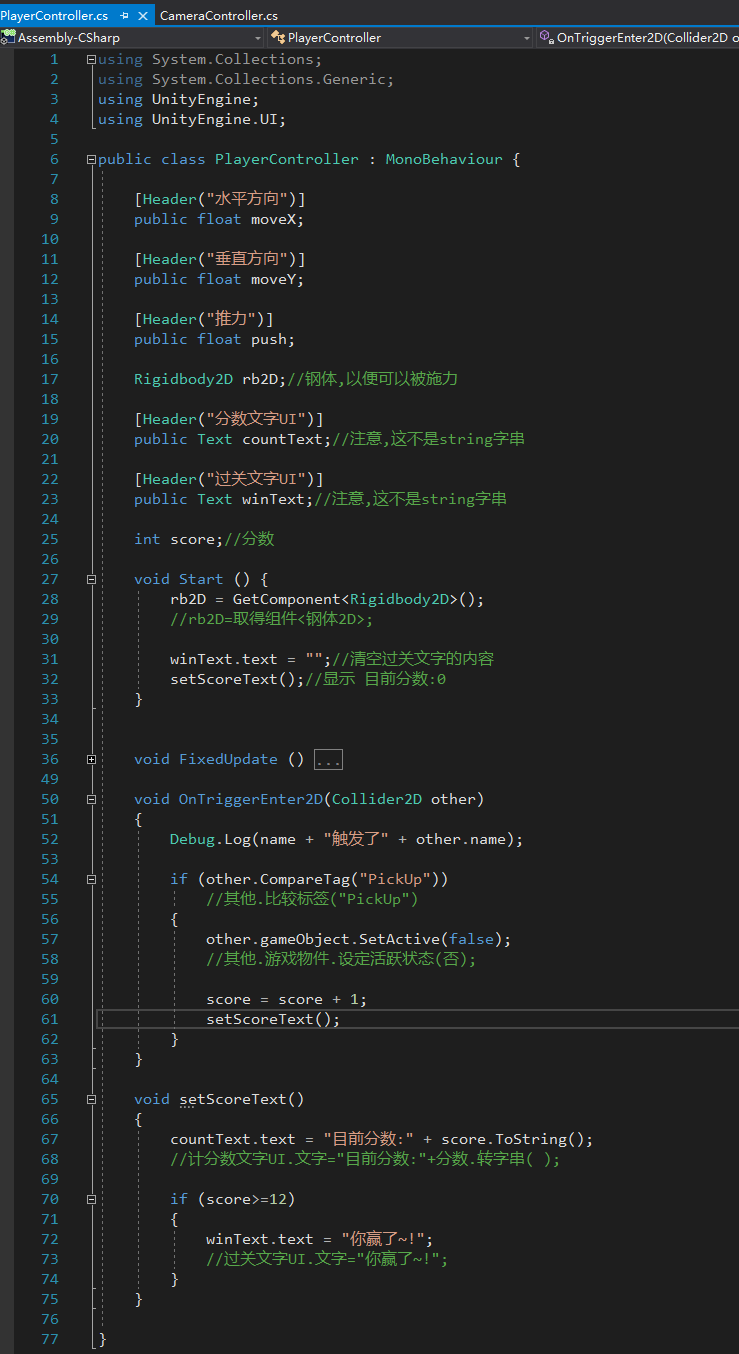 PlayerController.cs CameraController.cs
Assembly-CSharp PlayerController OnTriggerEnter2D(Collider2D o
1 using System.Collections;
2 using System.Collections.Generic;
3 using UnityEngine;
4 using UnityEngine.UI;
5
6 public class PlayerController : MonoBehaviour {
7
8 [Header("水平方向")]
9 public float moveX;
10
11 [Header("垂直方向")]
12 public float moveY;
13
14 [Header("推力")]
15 public float push;
16
17 Rigidbody2D rb2D;//钢体,以便可以被施力
18
19 [Header("分数文字UI")]
20 public Text countText;//注意,这不是string字串
21
22 [Header("过关文字UI")]
23 public Text winText;//注意,这不是string字串
24
25 int score;//分数
26
27 void Start () {
28 rb2D = GetComponent<Rigidbody2D>();
29 //rb2D=取得组件<钢体2D>;
30
31 winText.text = "";//清空过关文字的内容
32 setScoreText();//显示 目前分数:0
33 }
34
35
36 void FixedUpdate () ...
49
50 void OnTriggerEnter2D(Collider2D other)
51 {
52 Debug.Log(name + "触发了" + other.name);
53
54 if (other.CompareTag("PickUp"))
55 //其他.比较标签("PickUp")
56 {
57 other.gameObject.SetActive(false);
58 //其他.游戏物件.设定活跃状态(否);
59
60 score = score + 1;
61 setScoreText();
62 }
63 }
64
65 void setScoreText()
66 {
67 countText.text = "目前分数:" + score.ToString();
68 //计分数文字UI.文字="目前分数:"+分数.转字串( );
69
70 if (score>=12)
71 {
72 winText.text = "你赢了~!";
73 //过关文字UI.文字="你赢了~!";
74 }
75 }
76
77 }